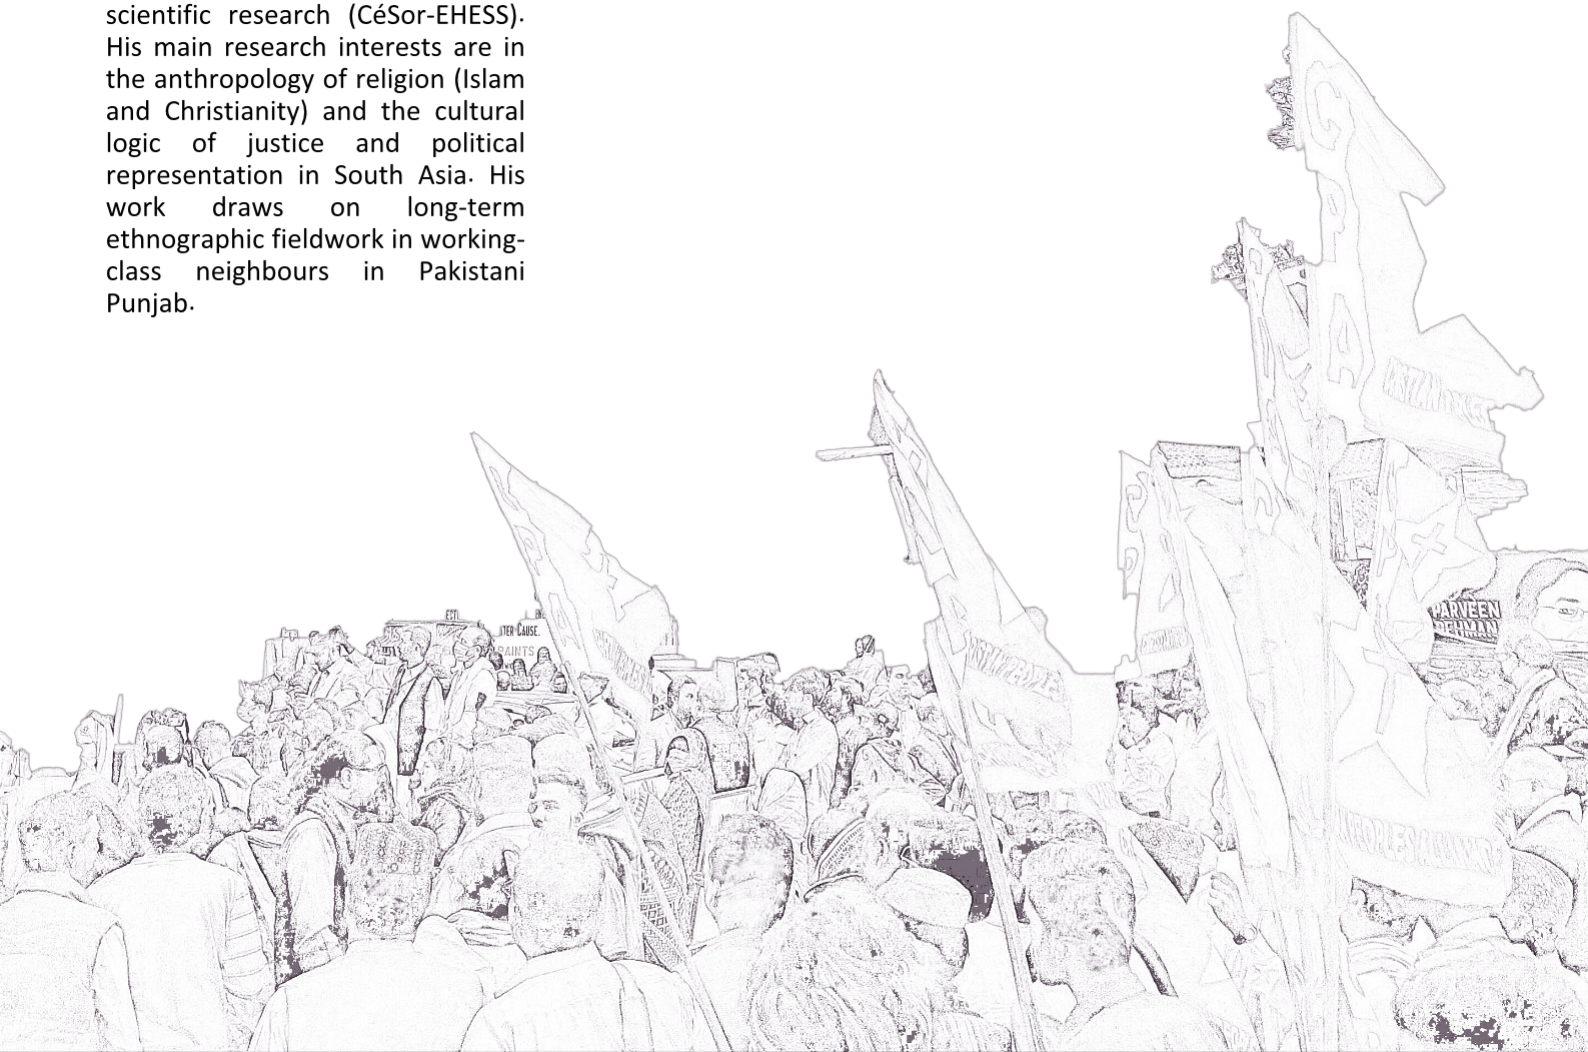 scientific research (CéSor-EHESS).
His main research interests are in
the anthropology of religion (Islam
and Christianity) and the cultural
logic of justice and political
representation in South Asia. His
work draws on long-term
ethnographic fieldwork in working-
class neighbours in Pakistani
Punjab.
CPPA
CAUSE.
PARVEEN
REHMAN